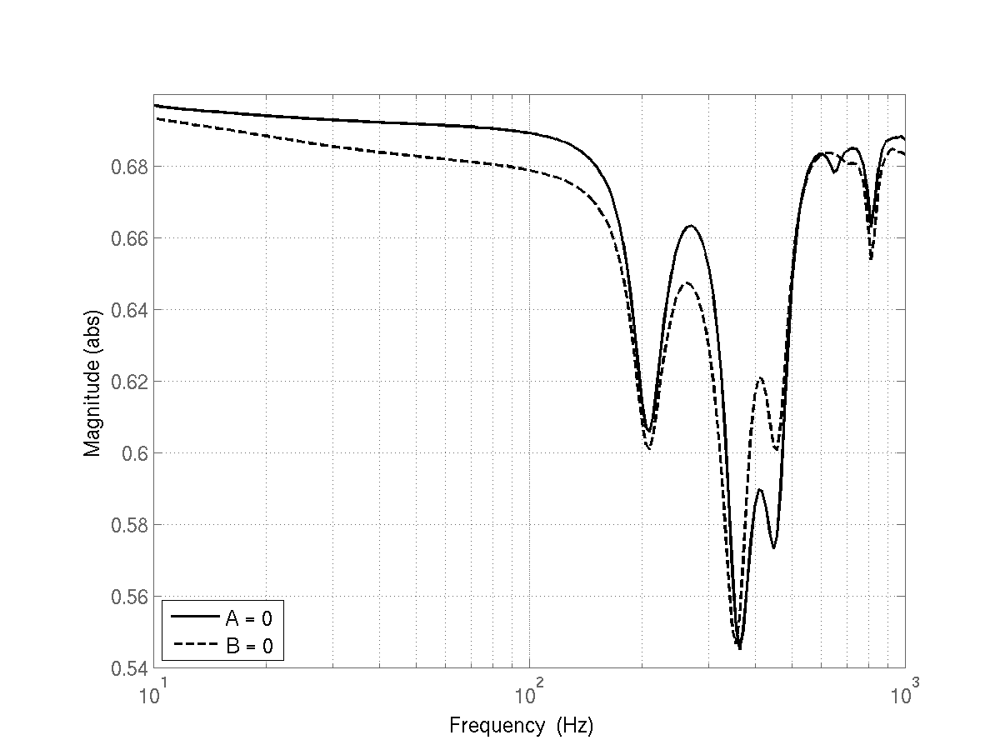 0.68
0.66
0.64
0.62
0.6
0.58
0.56
0.54
Magnitude (abs)
A = 0
B = 0
10^1
10^2
10^3
Frequency (Hz)